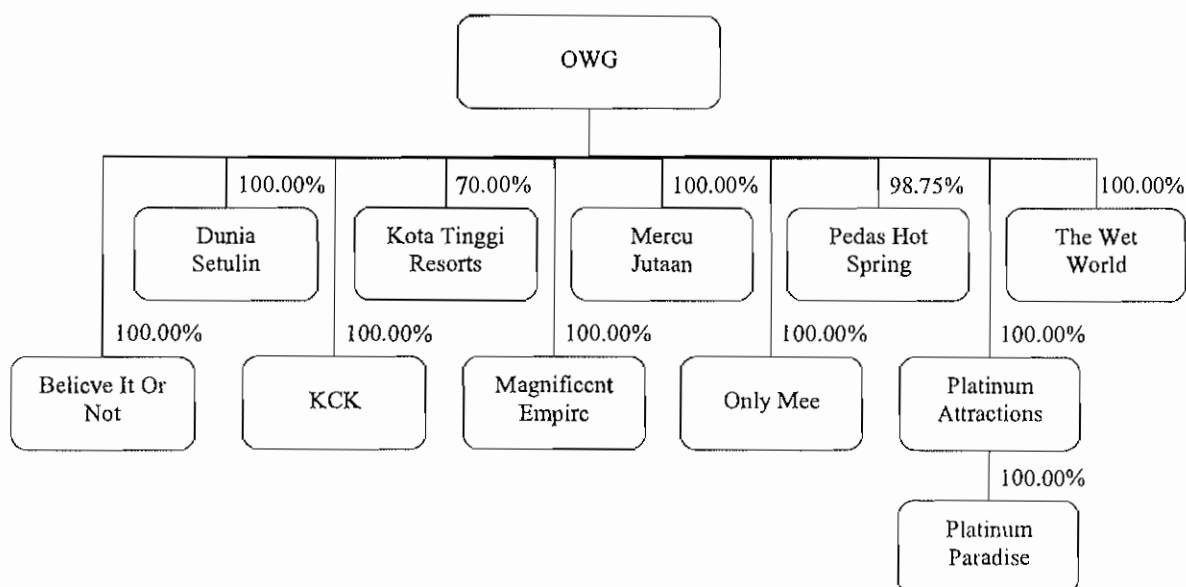 OWG
100.00%
70.00%
100.00%
98.75%
100.00%
Dunia
Setulin
Kota Tinggi
Resorts
Mercu
Jutaan
Pedas Hot
Spring
The Wet
World
100.00%
100.00%
100.00%
100.00%
100.00%
Believe It Or
Not
KCK
Magnificent
Empire
Only Mee
Platinum
Attractions
100.00%
Platinum
Paradise